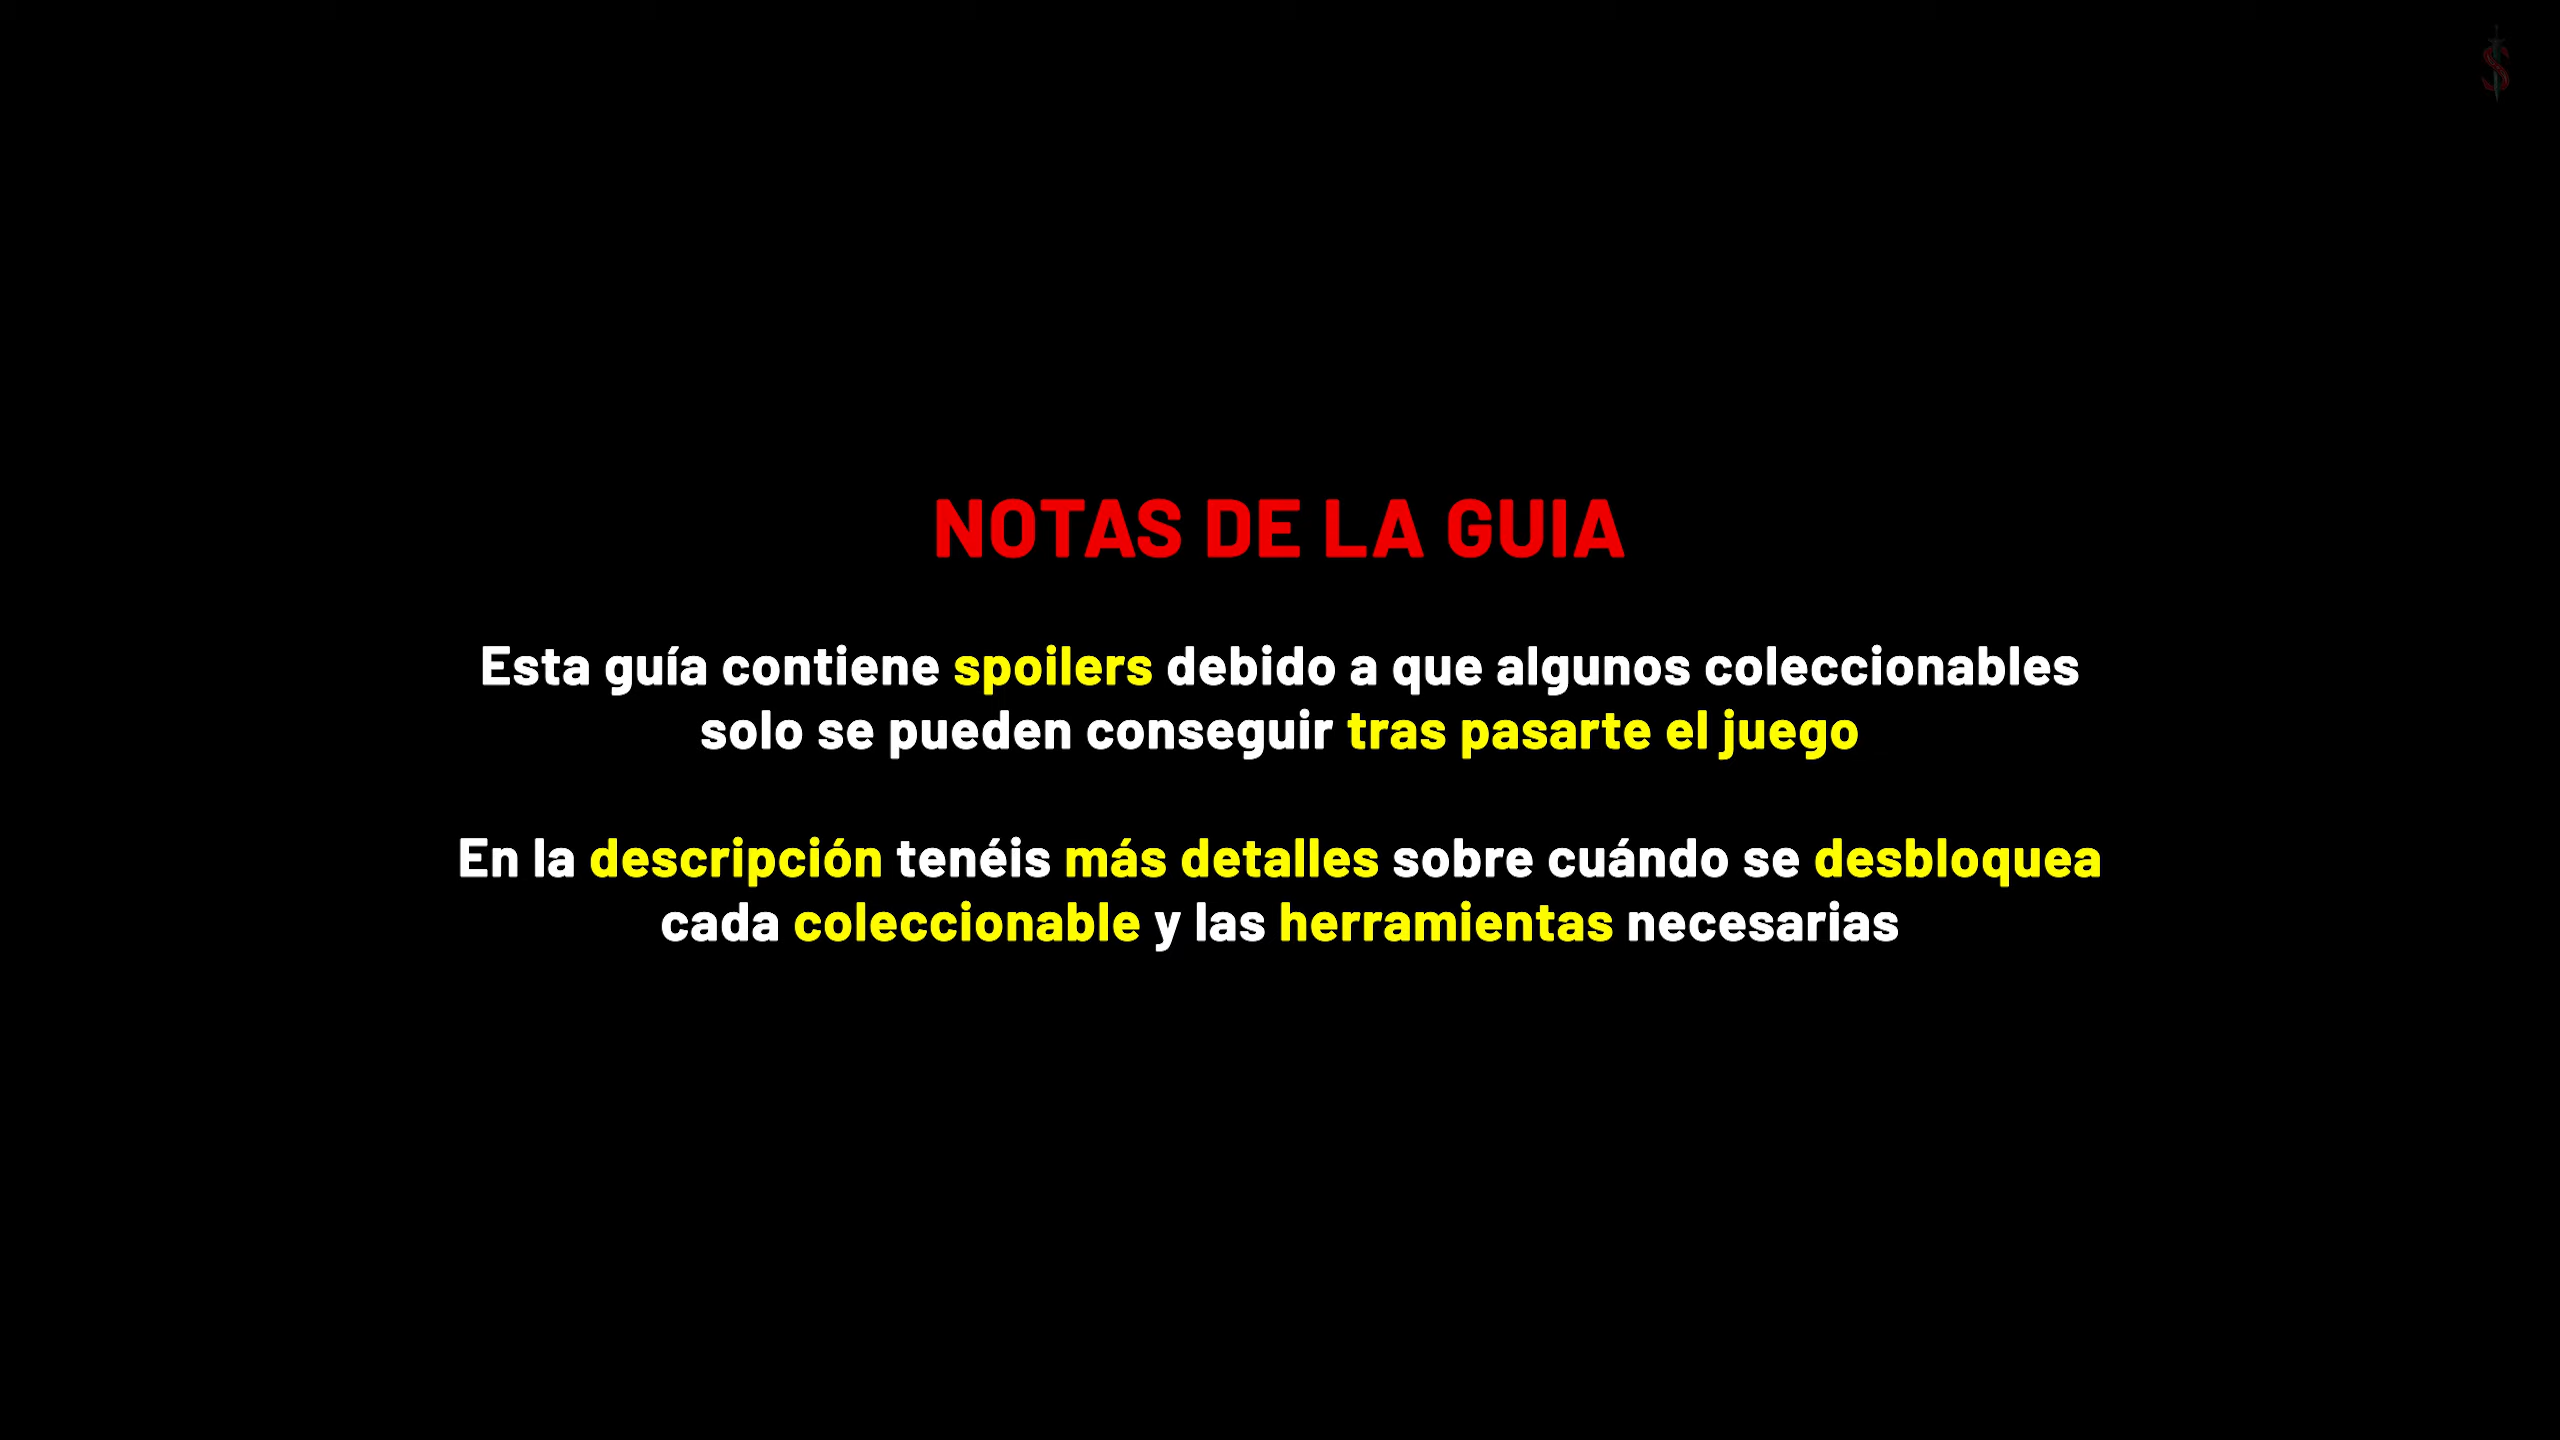 NOTAS DE LA GUIA
Esta guía contiene spoilers debido a que algunos coleccionables
solo se pueden conseguir tras pasarte el juego
En la descripción tenéis más detalles sobre cuándo se desbloquea
cada coleccionable y las herramientas necesarias